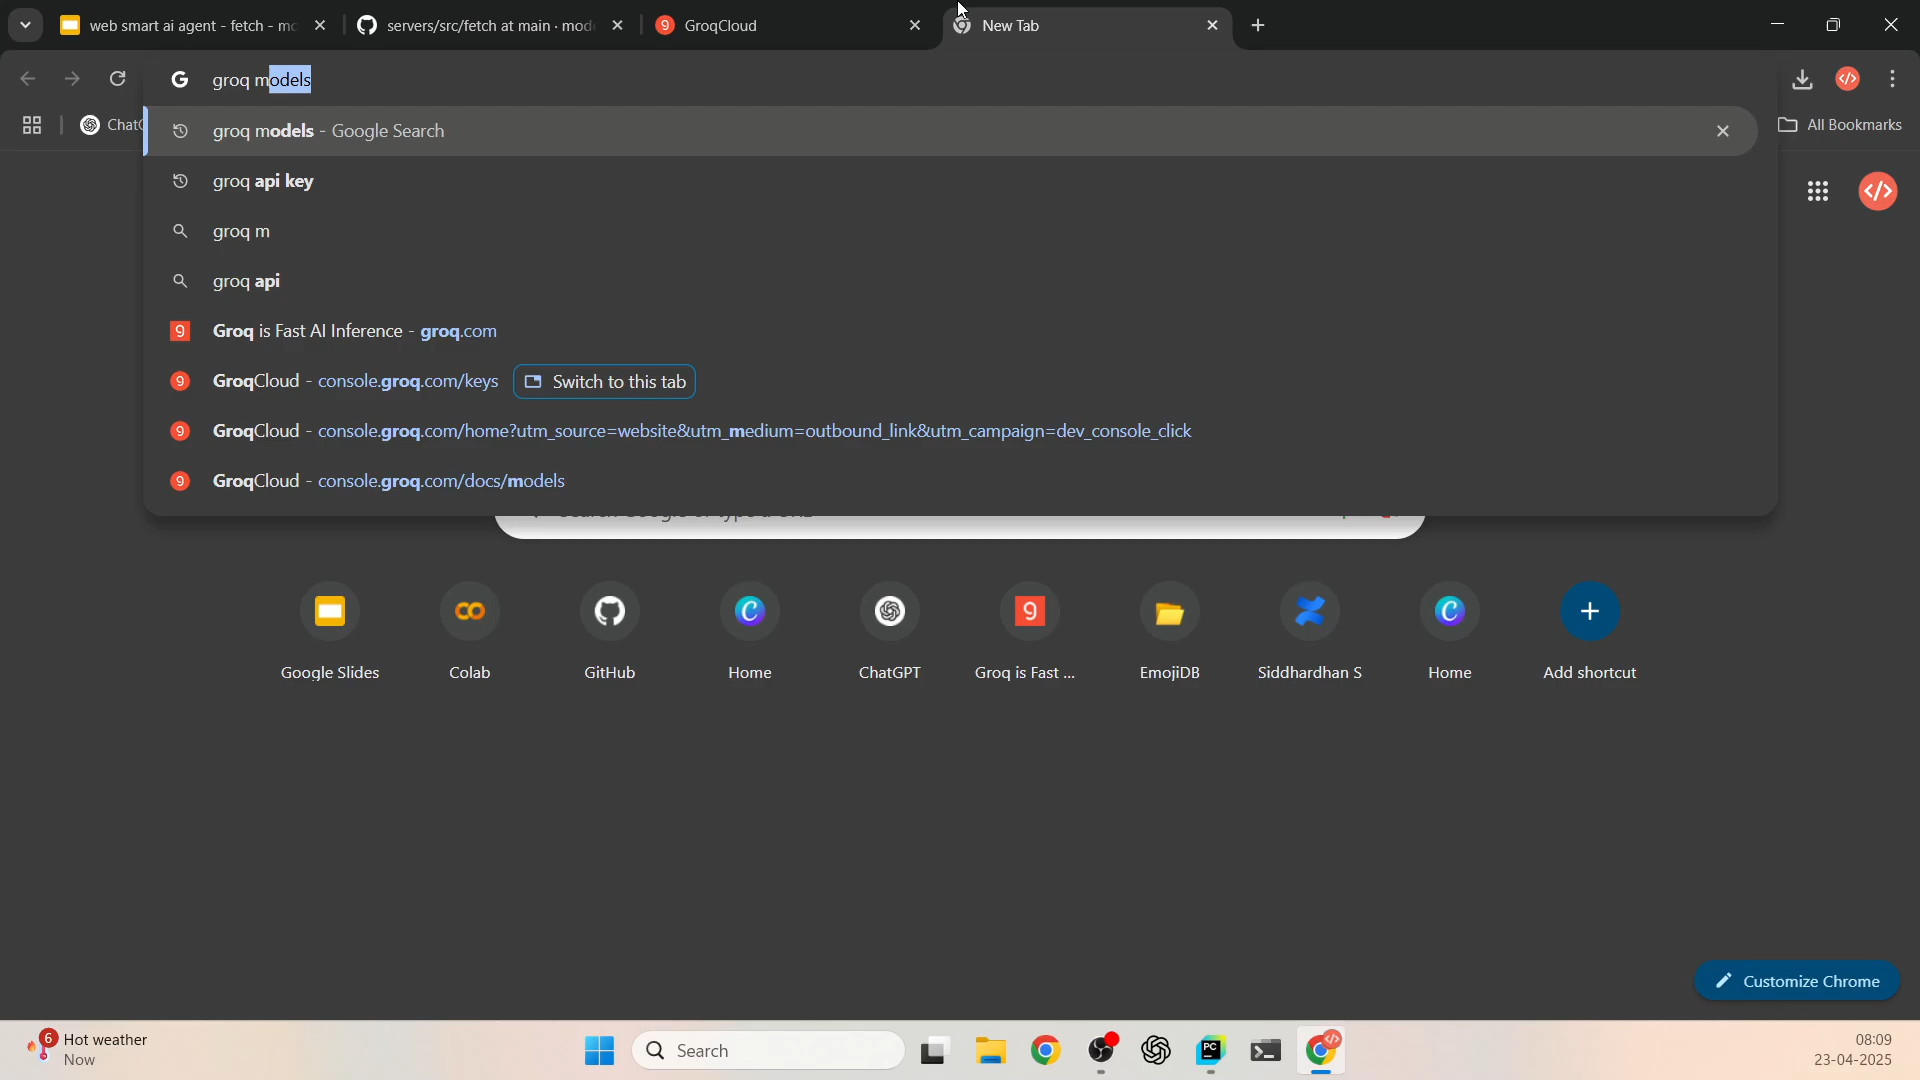 web smart ai agent - fetch - mc
servers/src/fetch at main · mod
GroqCloud
New Tab
groq models
ChatG
All Bookmarks
groq models - Google Search
groq api key
groq m
groq api
Groq is Fast AI Inference - groq.com
GroqCloud - console.groq.com/keys Switch to this tab
GroqCloud - console.groq.com/home?utm_source=website&utm_medium=outbound_link&utm_campaign=dev_console_click
GroqCloud - console.groq.com/docs/models
Google Slides
Colab
GitHub
Home
ChatGPT
Groq is Fast ...
EmojiDB
Siddhardhan S
Home
Add shortcut
Customize Chrome
6
Hot weather
Now
Search
PC
08:09
23-04-2025